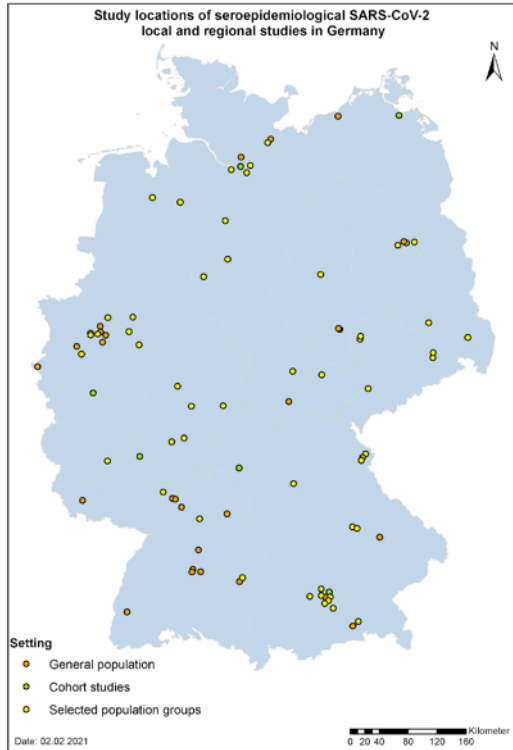 Study locations of seroepidemiological SARS-CoV-2
local and regional studies in Germany
N
Setting
General population
Cohort studies
Selected population groups
Date: 02.02.2021
Kilometer
0 20 40 80 120 160